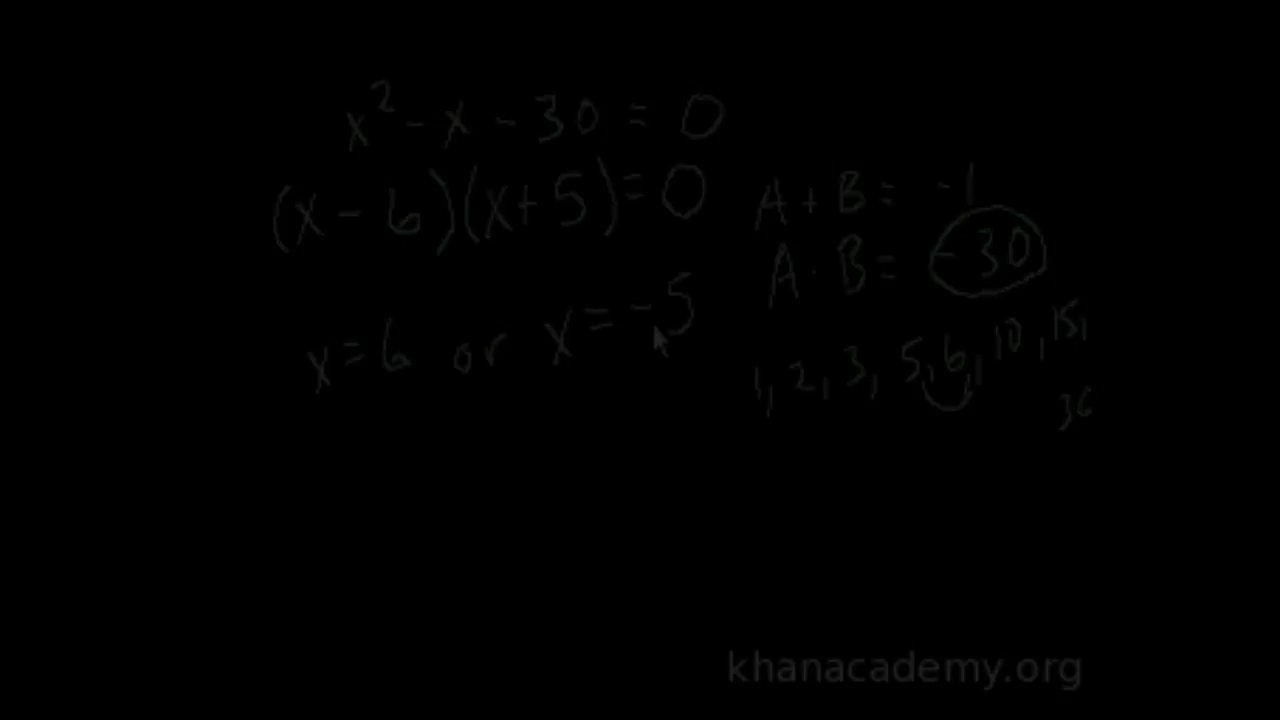 x² - x - 30 = 0
(x - 6)(x + 5) = 0
x = 6 or x = -5
A + B = -1
A · B = -30
1, 2, 3, 5, 6, 10, 15,
30
khanacademy.org